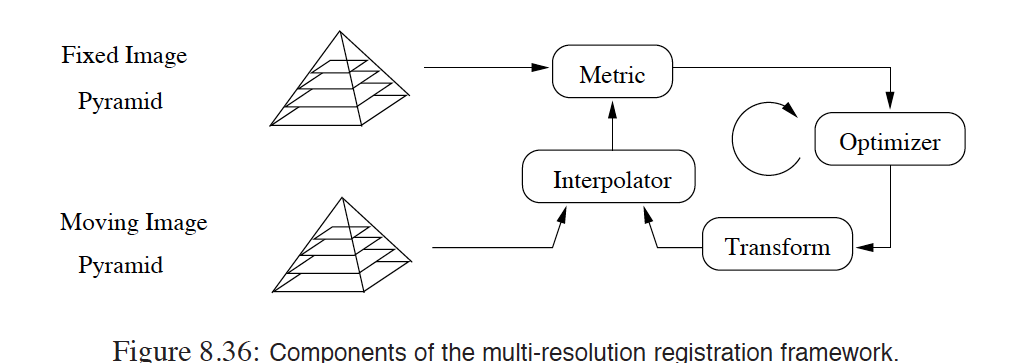 Fixed Image
Pyramid
Metric
Optimizer
Interpolator
Moving Image
Pyramid
Transform
Figure 8.36: Components of the multi-resolution registration framework.